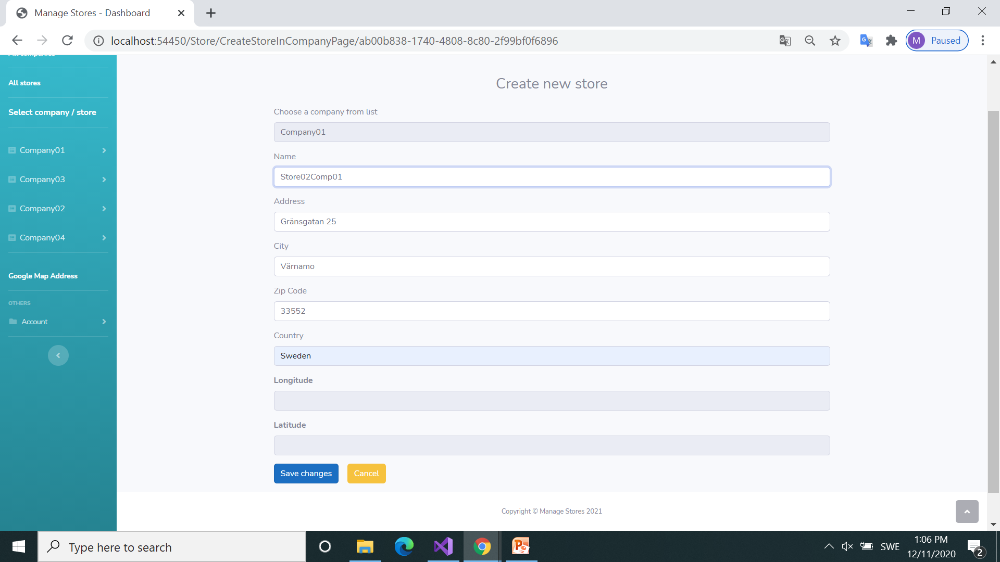 Manage Stores - Dashboard
localhost:54450/Store/CreateStoreInCompanyPage/ab00b838-1740-4808-8c80-2f99bf0f6896
M Paused
All stores
Select company / store
Company01
Company03
Company02
Company04
Google Map Address
OTHERS
Account
Create new store
Choose a company from list
Company01
Name
Store02Comp01
Address
Gränsgatan 25
City
Värnamo
Zip Code
33552
Country
Sweden
Longitude
Latitude
Save changes Cancel
Copyright © Manage Stores 2021
Type here to search
SWE
1:06 PM
12/11/2020
2